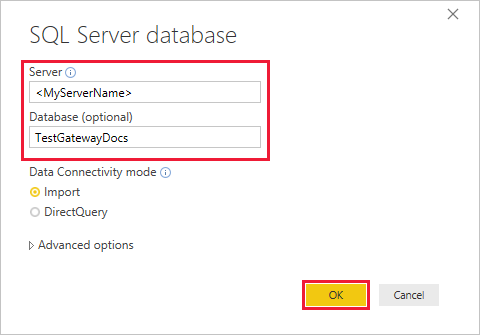 SQL Server database
Server
<MyServerName>
Database (optional)
TestGatewayDocs
Data Connectivity mode
Import
DirectQuery
Advanced options
OK
Cancel